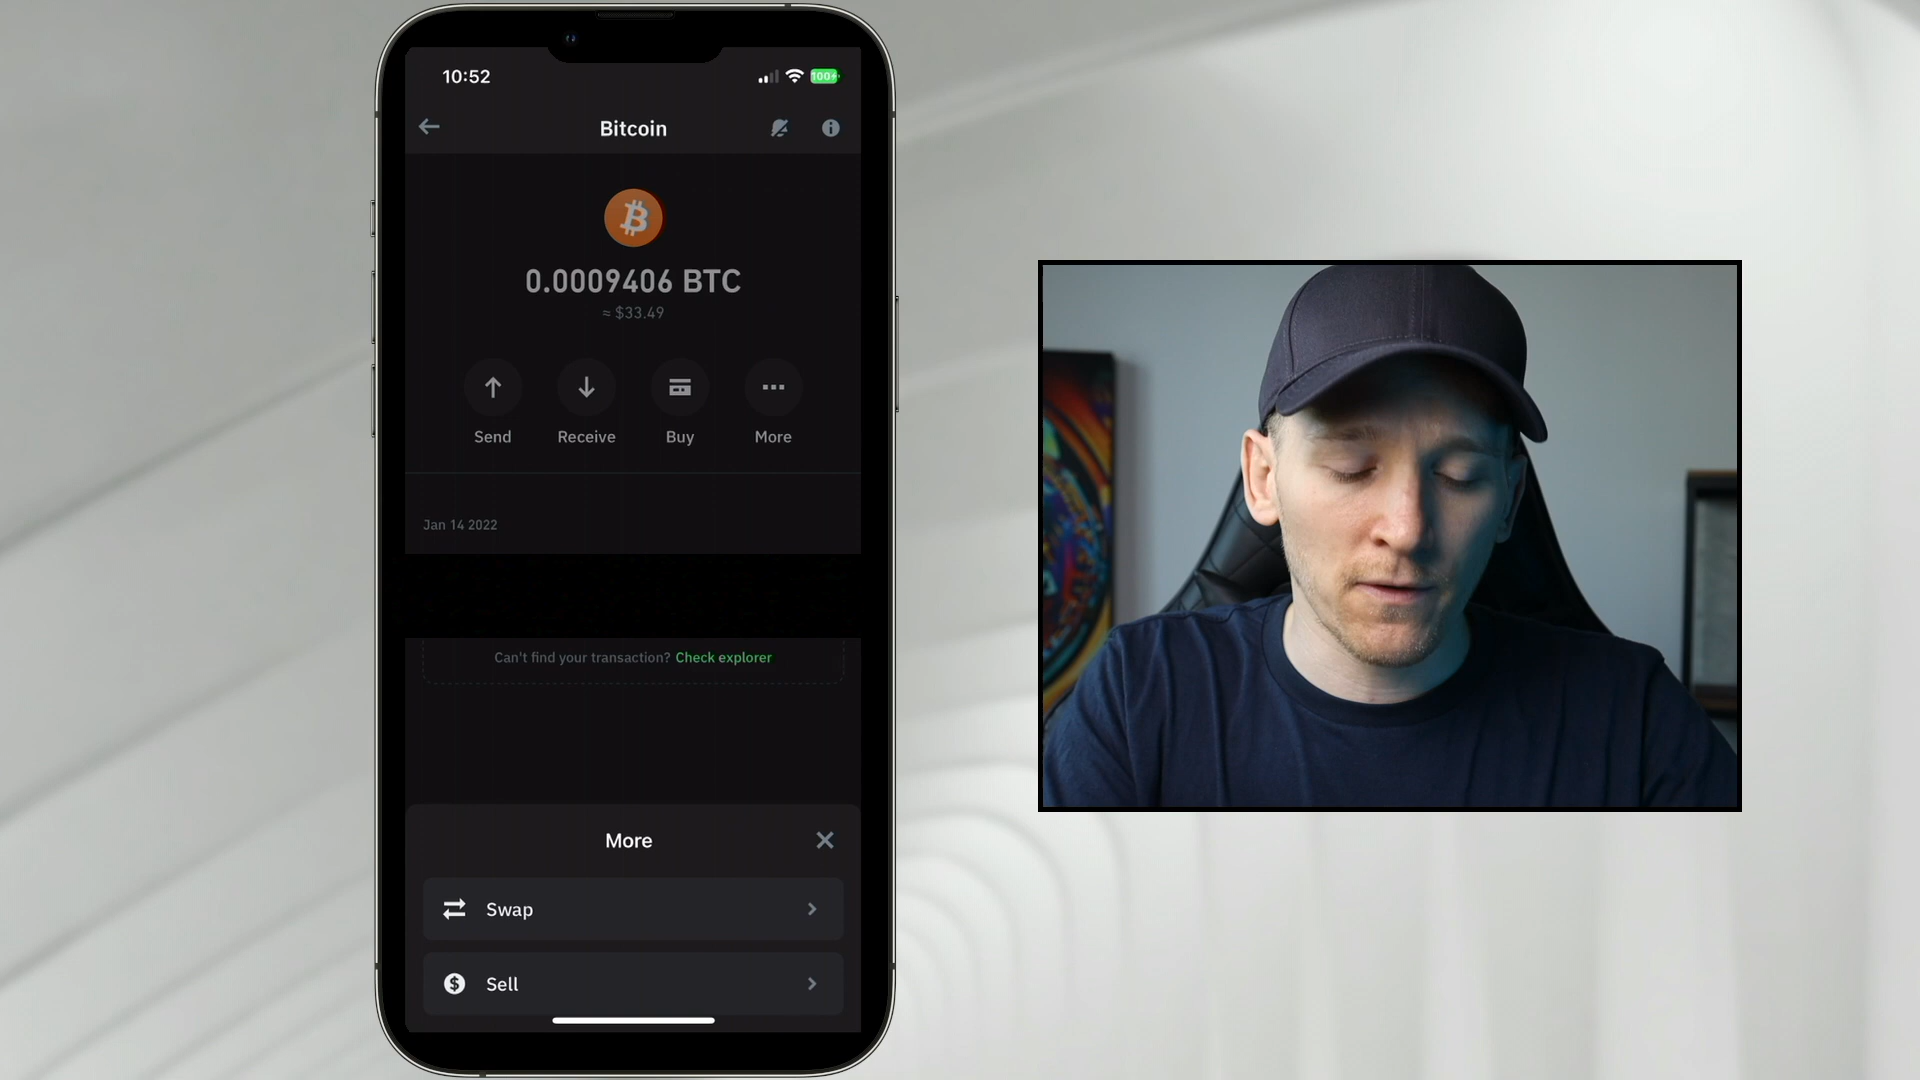 10:52
100
Bitcoin
0.0009406 BTC
≈ $33.49
Send
Receive
Buy
More
Jan 14 2022
Can't find your transaction? Check explorer
More
Swap
Sell